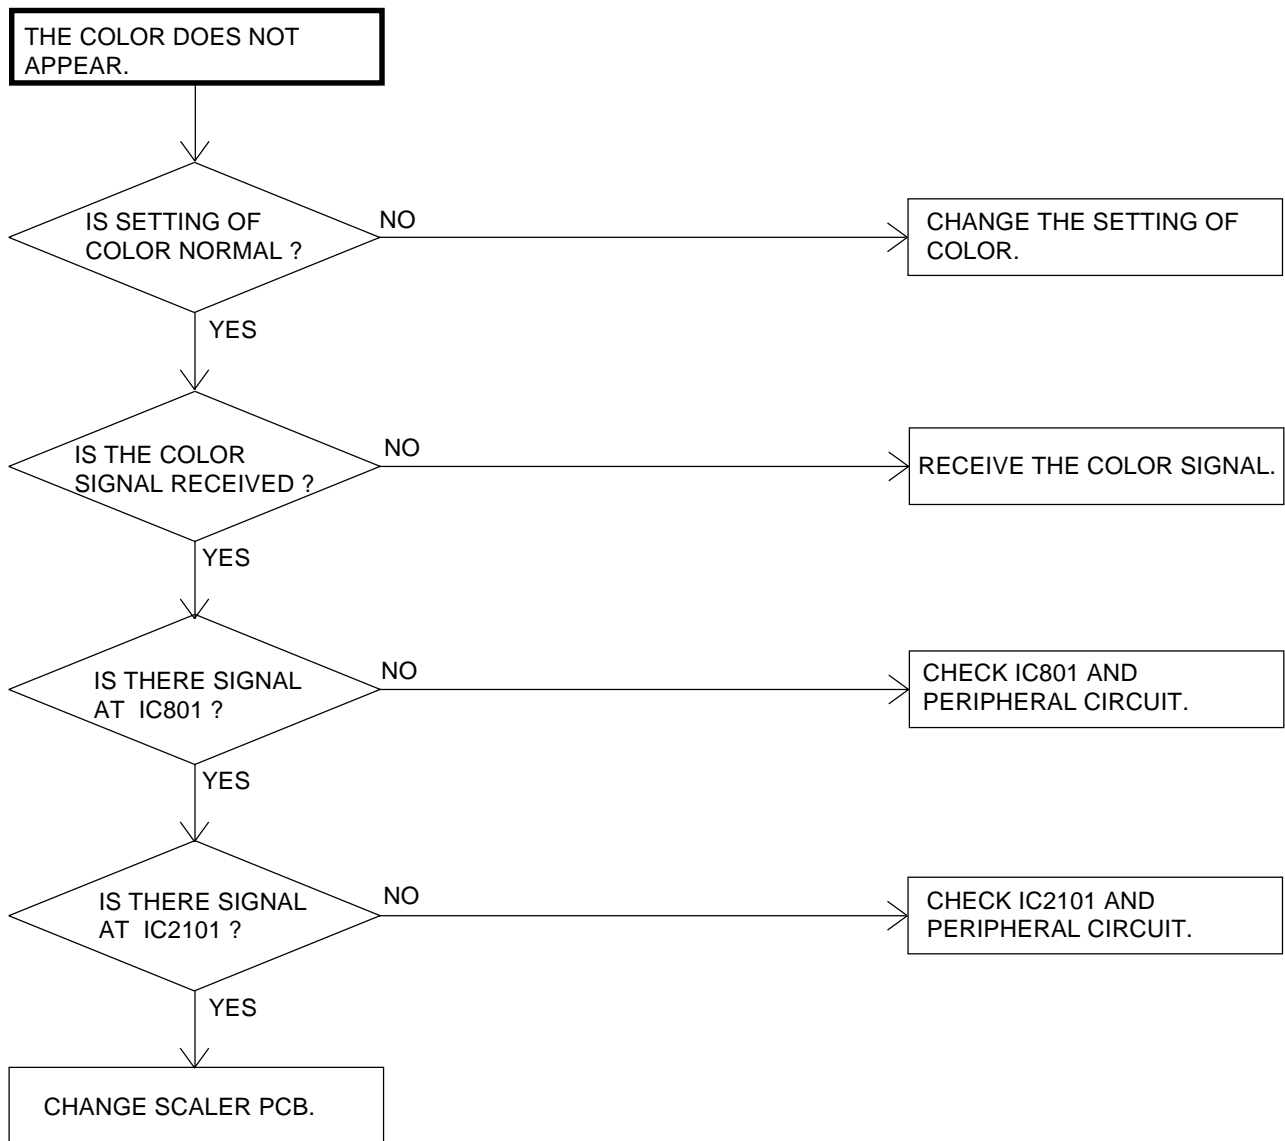 THE COLOR DOES NOT
APPEAR.
IS SETTING OF
COLOR NORMAL ?
NO
CHANGE THE SETTING OF
COLOR.
YES
IS THE COLOR
SIGNAL RECEIVED ?
NO
RECEIVE THE COLOR SIGNAL.
YES
IS THERE SIGNAL
AT IC801 ?
NO
CHECK IC801 AND
PERIPHERAL CIRCUIT.
YES
IS THERE SIGNAL
AT IC2101 ?
NO
CHECK IC2101 AND
PERIPHERAL CIRCUIT.
YES
CHANGE SCALER PCB.